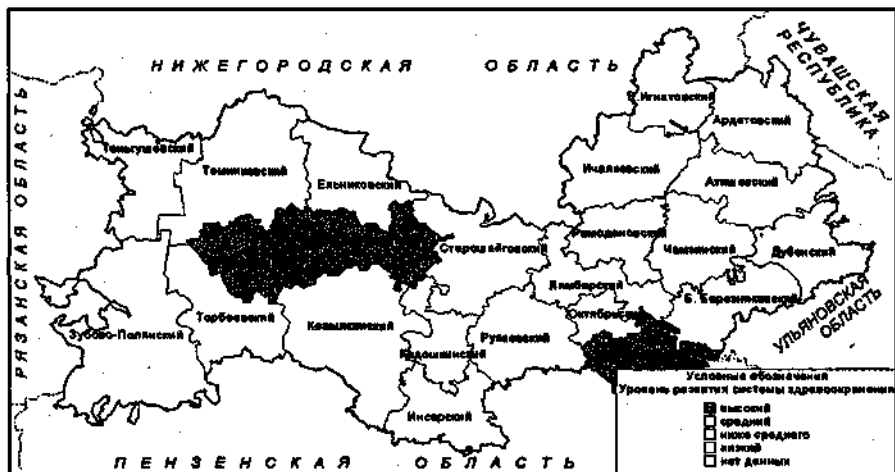 НИЖЕГОРОДСКАЯ ОБЛАСТЬ
ЧУВАШСКАЯ
РЕСПУБЛИКА
РЯЗАНСКАЯ ОБЛАСТЬ
Б.Игнатовский
Ардатовский
Теньгушевский
Темниковский
Ельниковский
Ичалковский
Атяшевский
Старошайговский
Ромодановский
Чамзинский
Дубенский
Лямбирский
Б. Березниковский
Октябрьский
УЛЬЯНОВСКАЯ
ОБЛАСТЬ
Зубово-Полянский
Торбеевский
Ковылкинский
Кадошкинский
Рузаевский
Инсарский
ПЕНЗЕНСКАЯ ОБЛАСТЬ
Условные обозначения
Уровень развития системы здравоохранения
высокий
средний
ниже среднего
низкий
нет данных